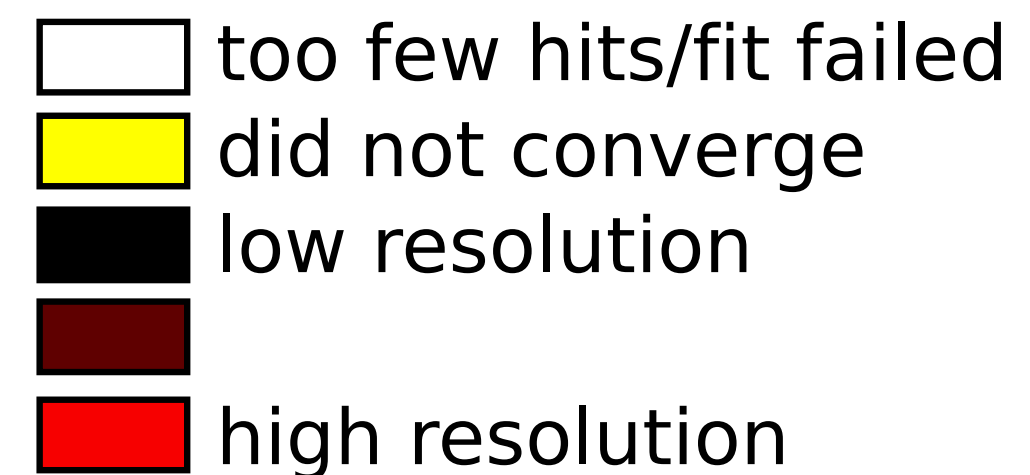 too few hits/fit failed
did not converge
low resolution
high resolution